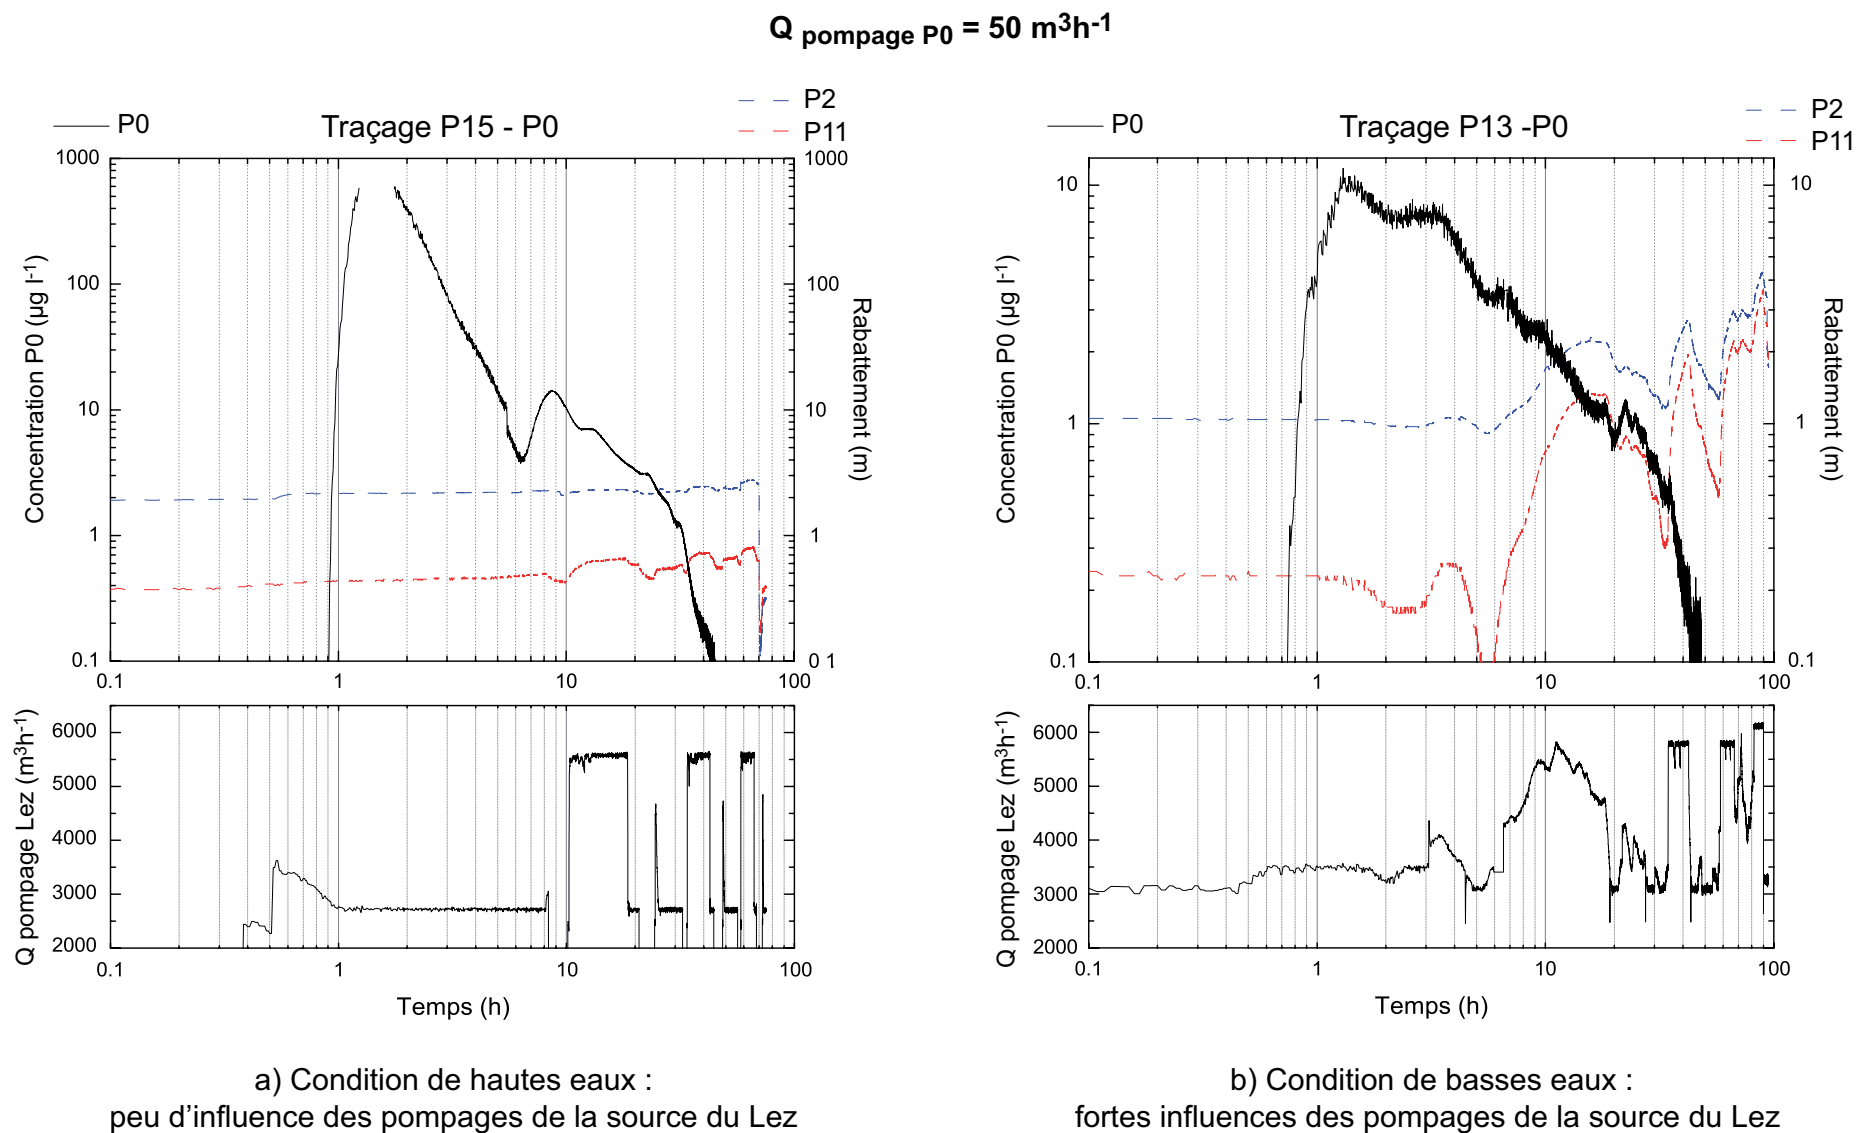 Q pompage P0 = 50 m³h-1
P0
Traçage P15 - P0
P2
P11
1000
100
10
1
0.1
Concentration P0 (µg l-1)
1000
100
10
1
0 1
Rabattement (m)
0.1 1 10 100
6000
5000
4000
3000
2000
Q pompage Lez (m³h-1)
0.1 1 10 100
Temps (h)
a) Condition de hautes eaux :
peu d'influence des pompages de la source du Lez
P0
Traçage P13 -P0
P2
P11
10
1
0.1
Concentration P0 (µg l-1)
10
1
0.1
Rabattement (m)
0.1 1 10 100
6000
5000
4000
3000
2000
Q pompage Lez (m³h-1)
0.1 1 10 100
Temps (h)
b) Condition de basses eaux :
fortes influences des pompages de la source du Lez